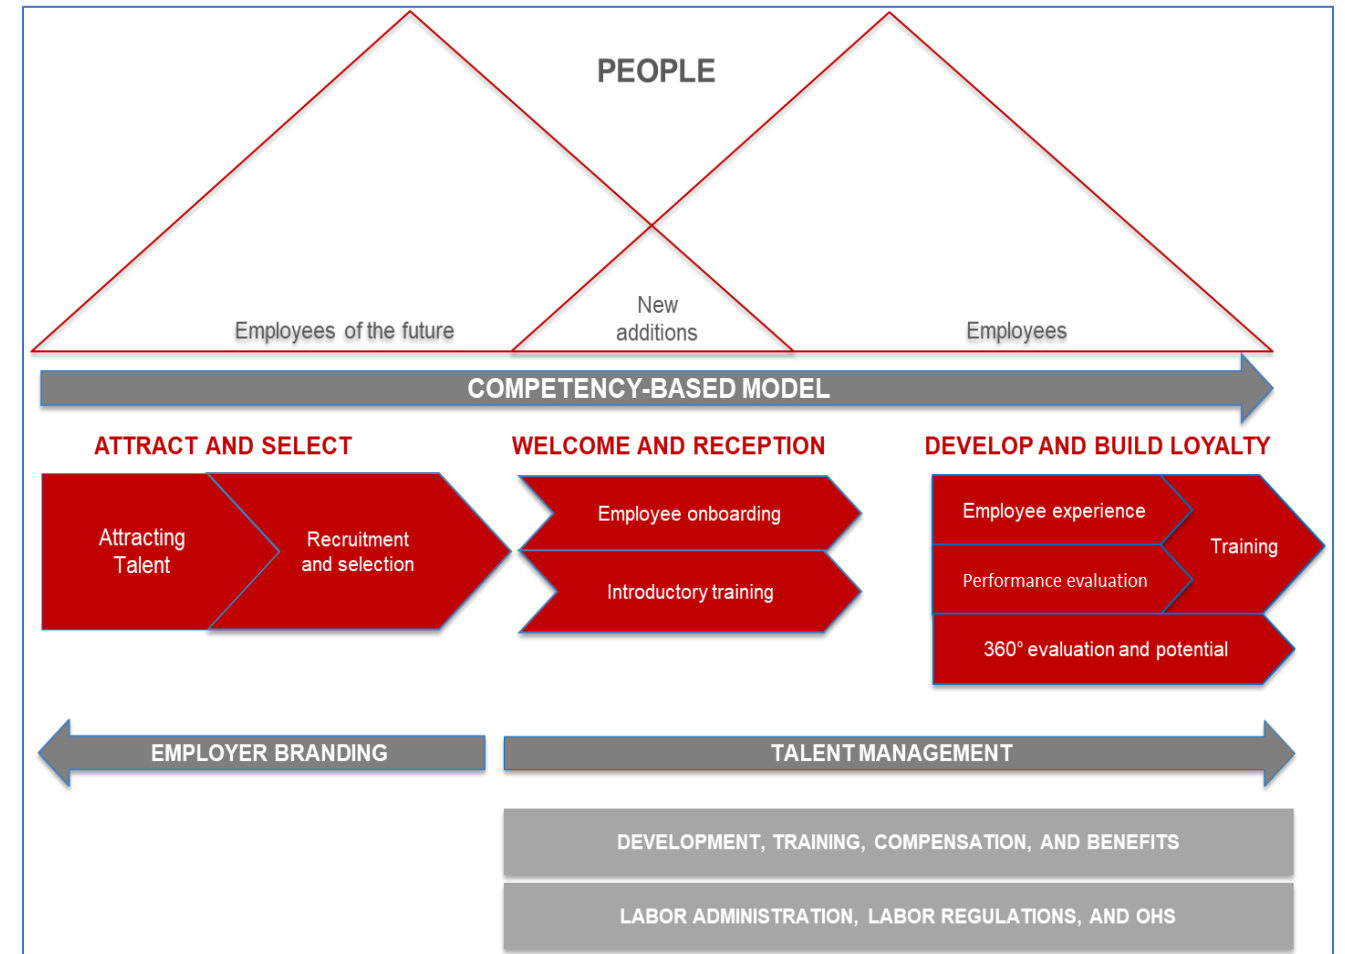 PEOPLE
Employees of the future
New
additions
Employees
COMPETENCY-BASED MODEL
ATTRACT AND SELECT
WELCOME AND RECEPTION
DEVELOP AND BUILD LOYALTY
Attracting
Talent
Recruitment
and selection
Employee onboarding
Introductory training
Employee experience
Performance evaluation
Training
360° evaluation and potential
EMPLOYER BRANDING
TALENT MANAGEMENT
DEVELOPMENT, TRAINING, COMPENSATION, AND BENEFITS
LABOR ADMINISTRATION, LABOR REGULATIONS, AND OHS